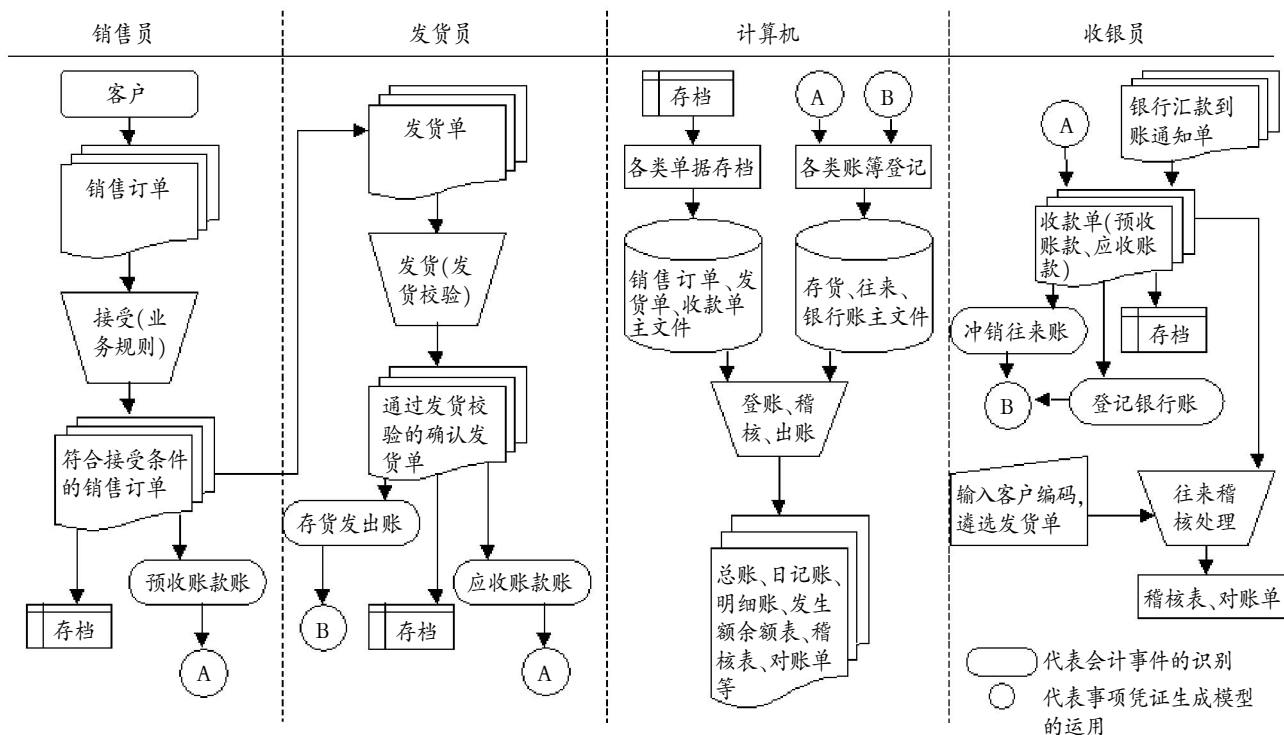 销售员
发货员
计算机
收银员
客户
销售订单
接受(业
务规则)
符合接受条件
的销售订单
预收账款账
存档
A
发货单
发货(发
货校验)
通过发货校
验的确认发
货单
存货发出账
应收账款账
B
存档
A
存档
A
B
各类单据存档
各类账簿登记
销售订单、发
货单、收款单
主文件
存货、往来、
银行账主文件
登账、稽
核、出账
总账、日记账、
明细账、发生
额余额表、稽
核表、对账单
等
A
银行汇款到
账通知单
收款单(预收
账款、应收账
款)
冲销往来账
存档
B
登记银行账
输入客户编码,
遴选发货单
往来稽
核处理
稽核表、对账单
代表会计事件的识别
代表事项凭证生成模型
的运用